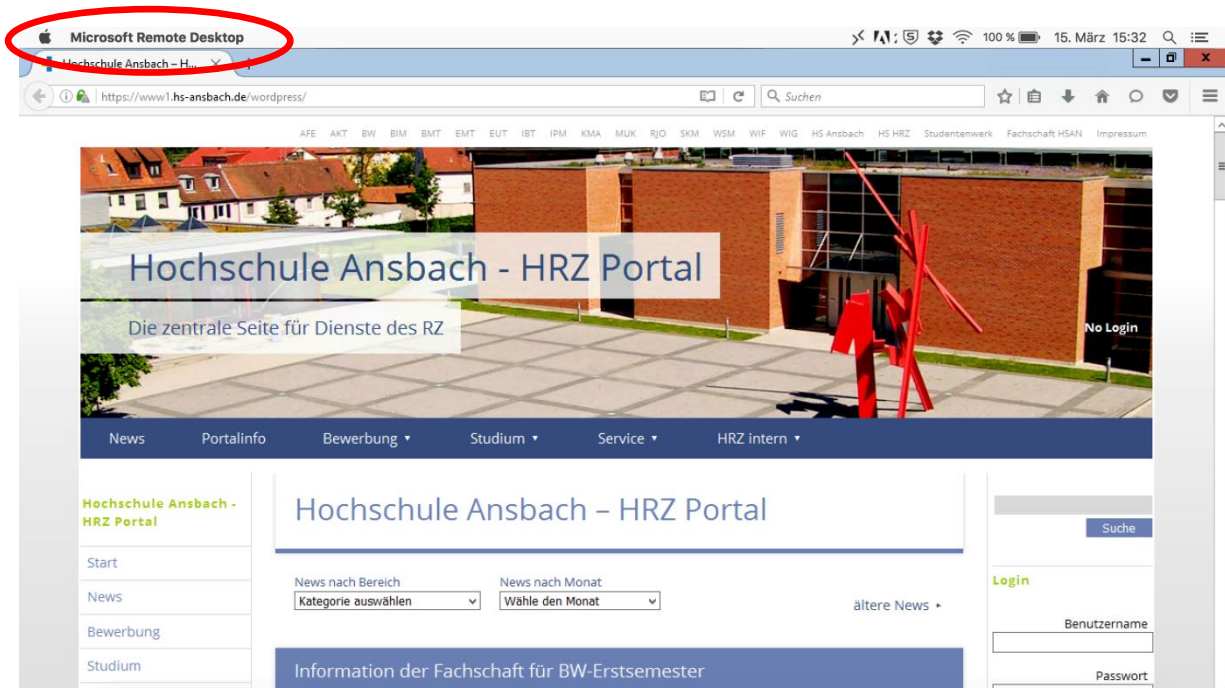 Microsoft Remote Desktop
5 100 % 15. März 15:32
Hochschule Ansbach – H...
https://www1.hs-ansbach.de/wordpress/ Suchen
AFE AKT BW BIM BMT EMT EUT IBT IPM KMA MUK RJO SKM WSM WIF WIG HS Ansbach HS HRZ Studentenwerk Fachschaft HSAN Impressum
Hochschule Ansbach - HRZ Portal
Die zentrale Seite für Dienste des RZ
No Login
News Portalinfo Bewerbung Studium Service HRZ intern
Hochschule Ansbach -
HRZ Portal
Start
News
Bewerbung
Studium
Hochschule Ansbach – HRZ Portal
News nach Bereich News nach Monat
Kategorie auswählen Wähle den Monat
ältere News
Information der Fachschaft für BW-Erstsemester
Suche
Login
Benutzername
Passwort